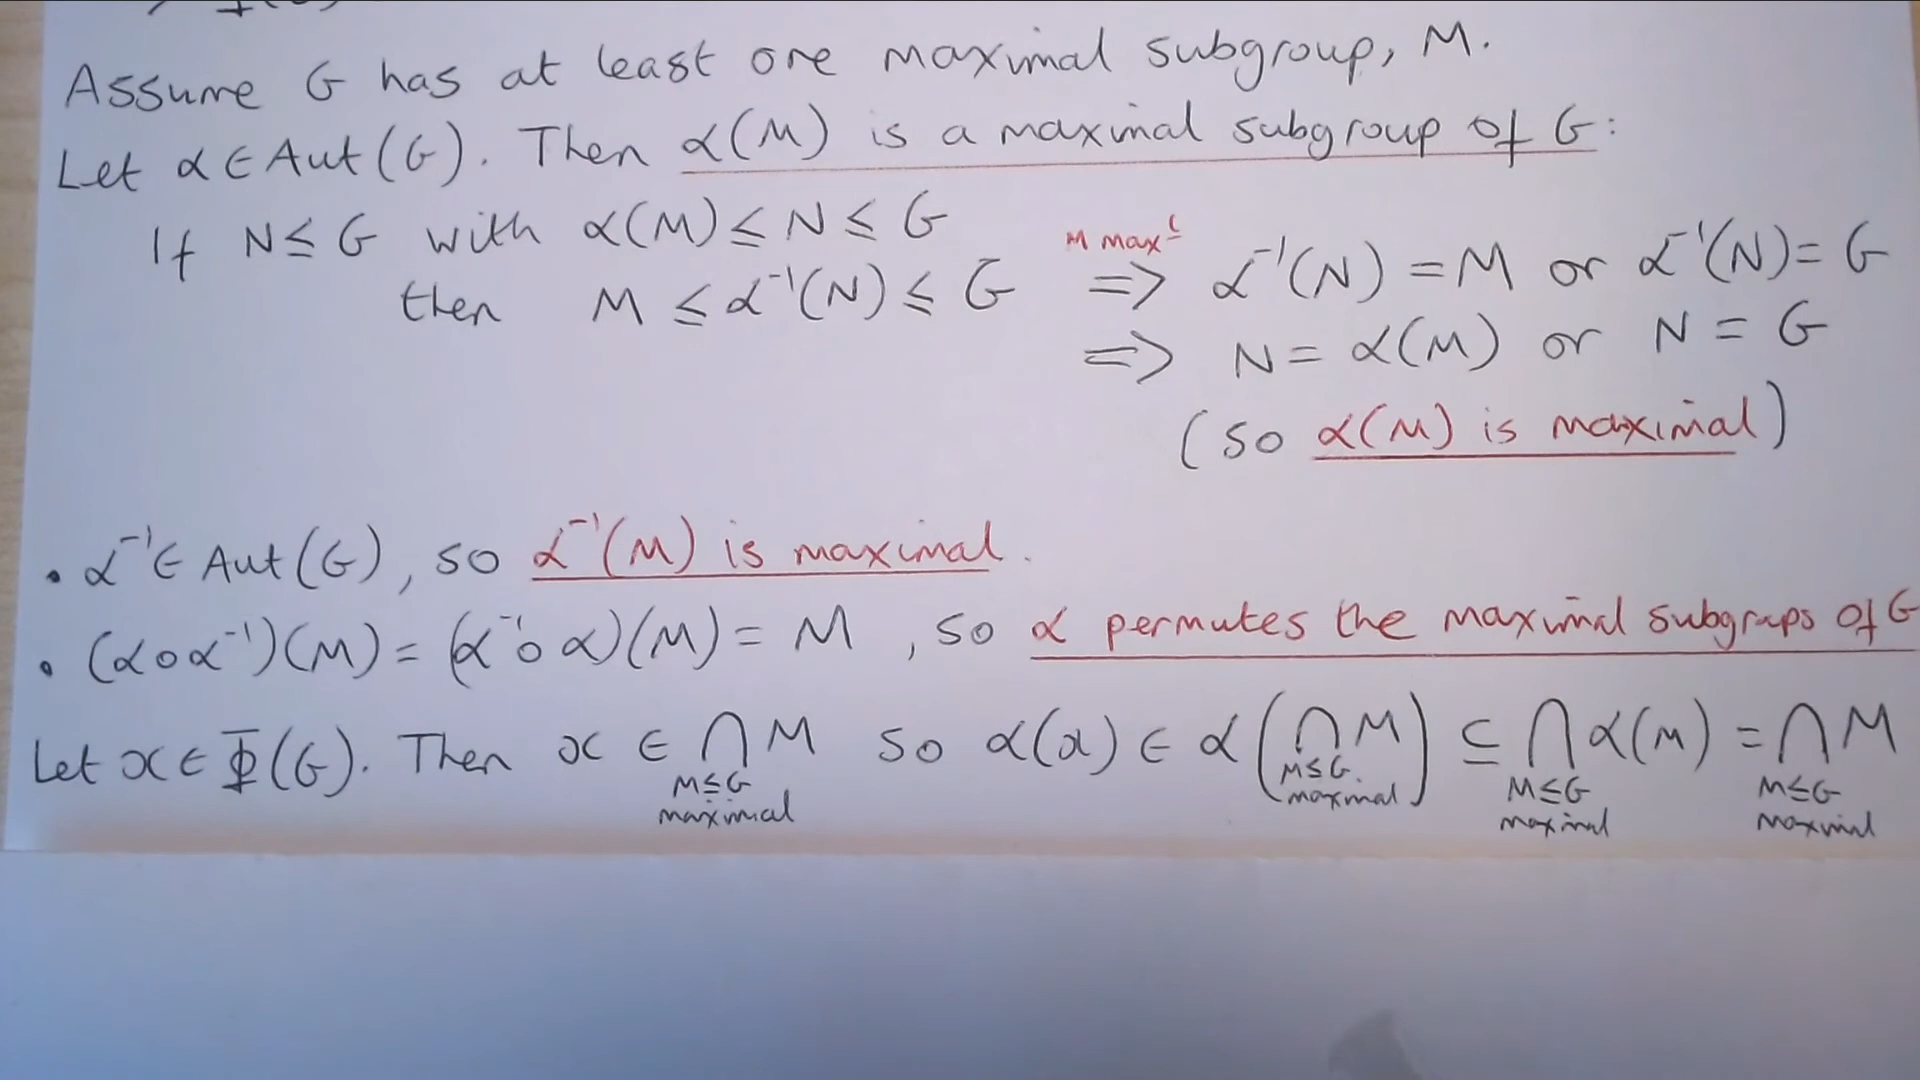 Assume G has at least one maximal subgroup, M.
Let α ∈ Aut(G). Then α(M) is a maximal subgroup of G:
If N ≤ G with α(M) ≤ N ≤ G
then M ≤ α⁻¹(N) ≤ G
M maxˡ
⇒ α⁻¹(N) = M or α⁻¹(N) = G
⇒ N = α(M) or N = G
(so α(M) is maximal)
• α⁻¹ ∈ Aut(G), so α⁻¹(M) is maximal.
• (α∘α⁻¹)(M) = (α⁻¹∘α)(M) = M, so α permutes the maximal subgroups of G
Let x ∈ Φ(G). Then x ∈ ⋂ M so α(x) ∈ α(⋂ M) ⊆ ⋂ α(M) = ⋂ M
M≤G M≤G. M≤G M≤G
maximal maximal maximal maximal